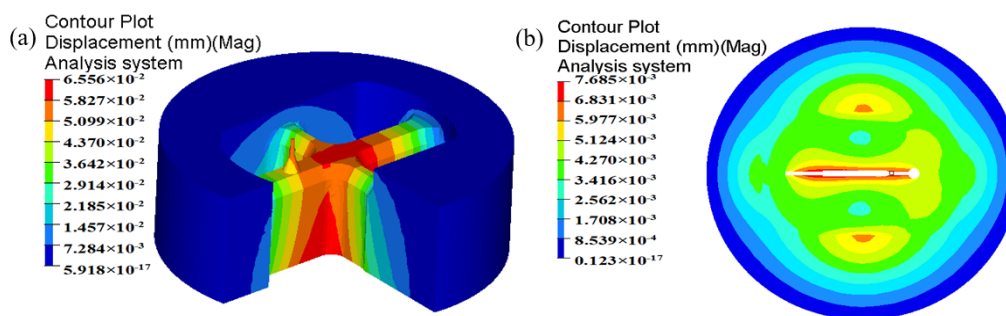 (a)
Contour Plot
Displacement (mm)(Mag)
Analysis system
6.556×10⁻²
5.827×10⁻²
5.099×10⁻²
4.370×10⁻²
3.642×10⁻²
2.914×10⁻²
2.185×10⁻²
1.457×10⁻²
7.284×10⁻³
5.918×10⁻¹⁷
(b)
Contour Plot
Displacement (mm)(Mag)
Analysis system
7.685×10⁻³
6.831×10⁻³
5.977×10⁻³
5.124×10⁻³
4.270×10⁻³
3.416×10⁻³
2.562×10⁻³
1.708×10⁻³
8.539×10⁻⁴
0.123×10⁻¹⁷